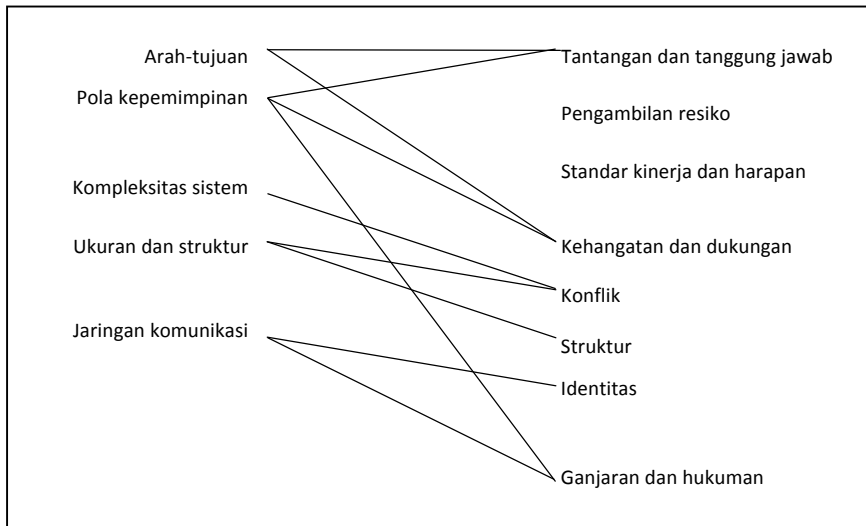 Arah-tujuan
Pola kepemimpinan
Kompleksitas sistem
Ukuran dan struktur
Jaringan komunikasi
Tantangan dan tanggung jawab
Pengambilan resiko
Standar kinerja dan harapan
Kehangatan dan dukungan
Konflik
Struktur
Identitas
Ganjaran dan hukuman